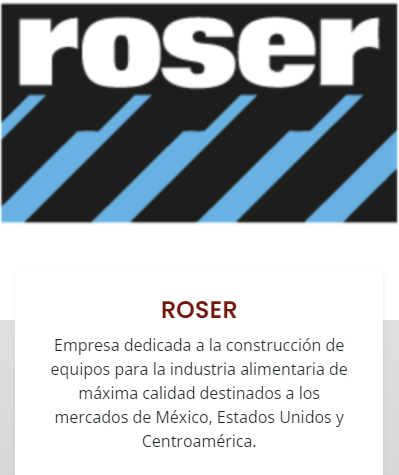 roser
ROSER
Empresa dedicada a la construcción de
equipos para la industria alimentaria de
máxima calidad destinados a los
mercados de México, Estados Unidos y
Centroamérica.